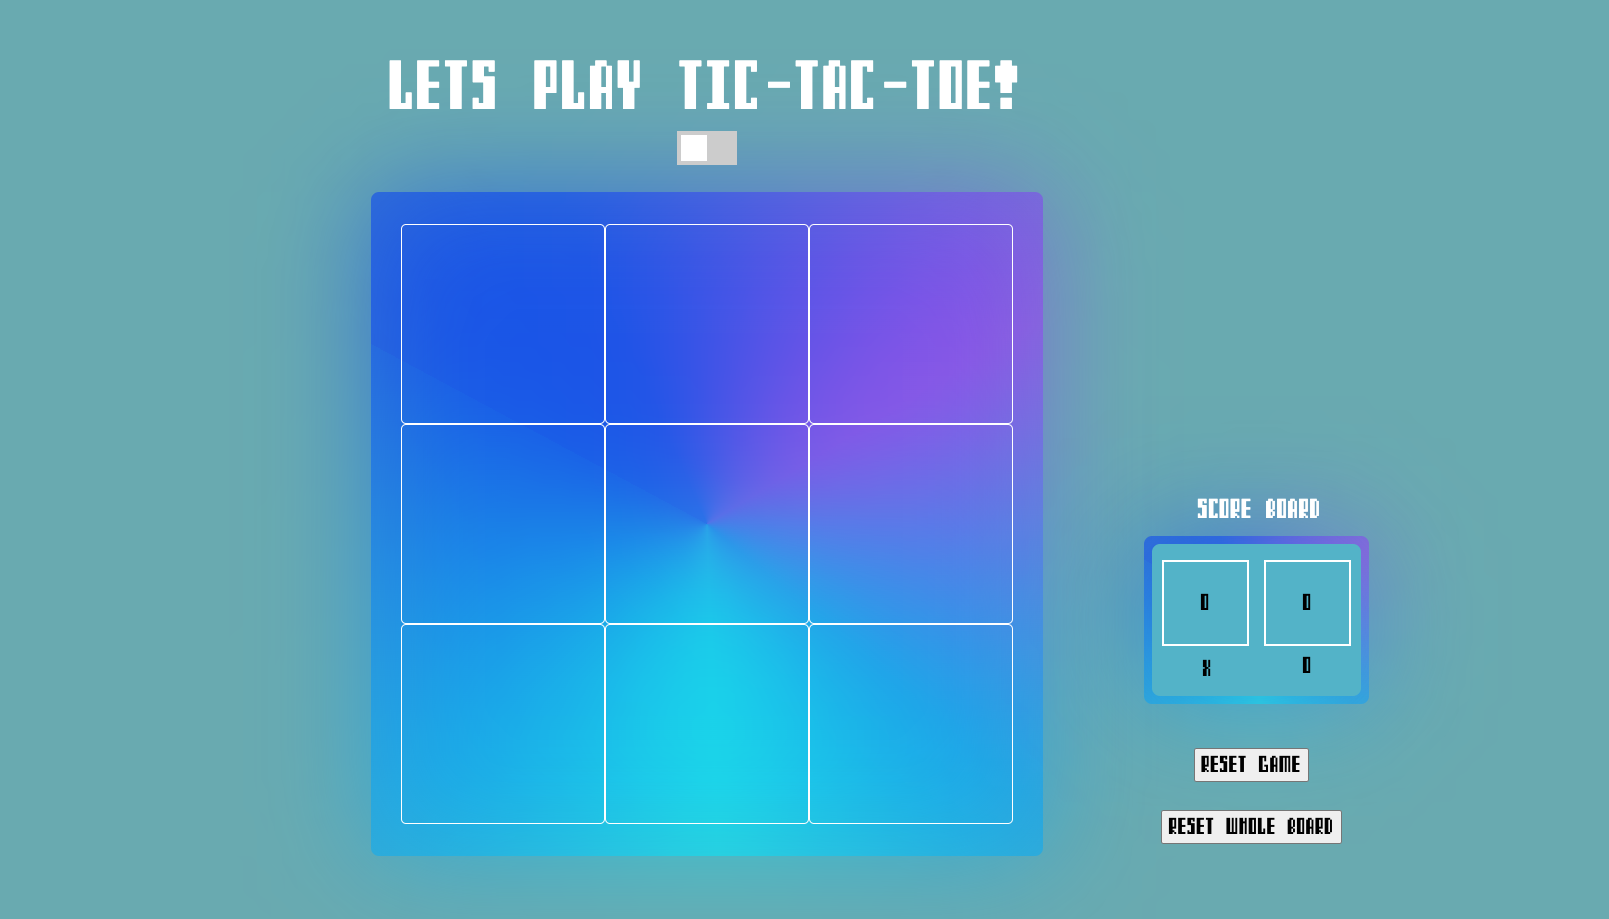 LETS PLAY TIC-TAC-TOE!
SCORE BOARD
0 0
X O
RESET GAME
RESET WHOLE BOARD